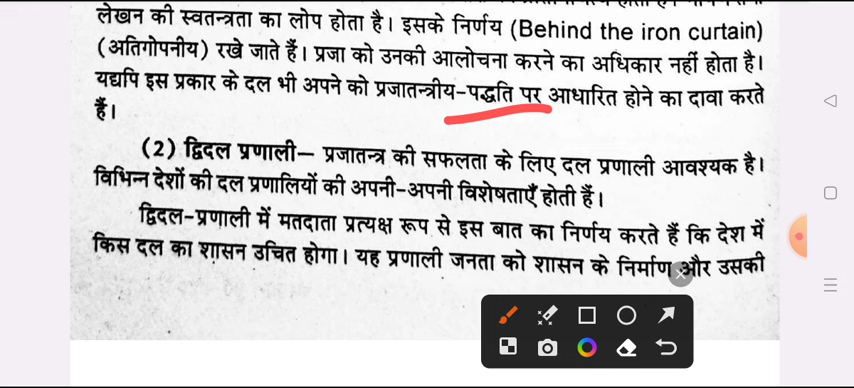 लेखन की स्वतन्त्रता का लोप होता है। इसके निर्णय (Behind the iron curtain)
(अतिगोपनीय) रखे जाते हैं। प्रजा को उनकी आलोचना करने का अधिकार नहीं होता है।
यद्यपि इस प्रकार के दल भी अपने को प्रजातन्त्रीय-पद्धति पर आधारित होने का दावा करते
हैं।
(2) द्विदल प्रणाली— प्रजातन्त्र की सफलता के लिए दल प्रणाली आवश्यक है।
विभिन्न देशों की दल प्रणालियों की अपनी-अपनी विशेषताएँ होती हैं।
द्विदल-प्रणाली में मतदाता प्रत्यक्ष रूप से इस बात का निर्णय करते हैं कि देश में
किस दल का शासन उचित होगा। यह प्रणाली जनता को शासन के निर्माण और उसकी